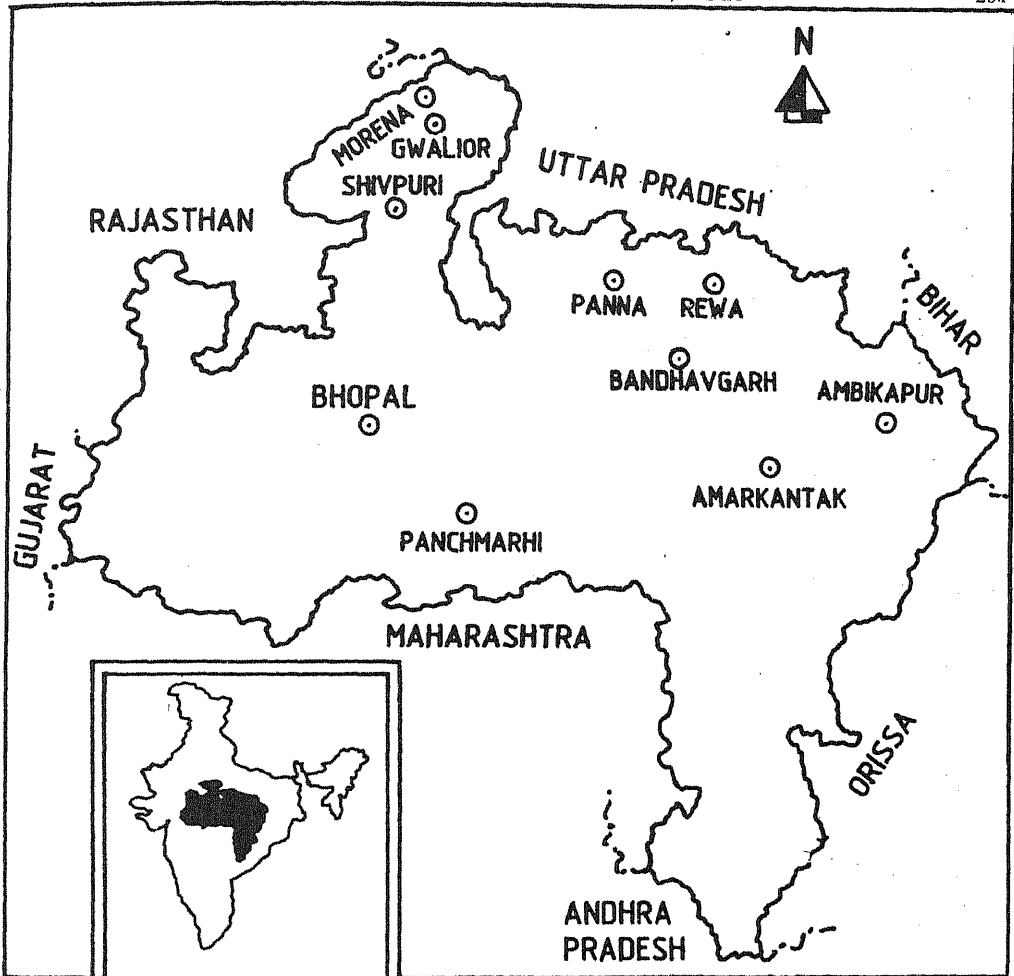 N
MORENA
GWALIOR
SHIVPURI
UTTAR PRADESH
RAJASTHAN
PANNA
REWA
BIHAR
BANDHAVGARH
AMBIKAPUR
BHOPAL
AMARKANTAK
GUJARAT
PANCHMARHI
MAHARASHTRA
ORISSA
ANDHRA
PRADESH